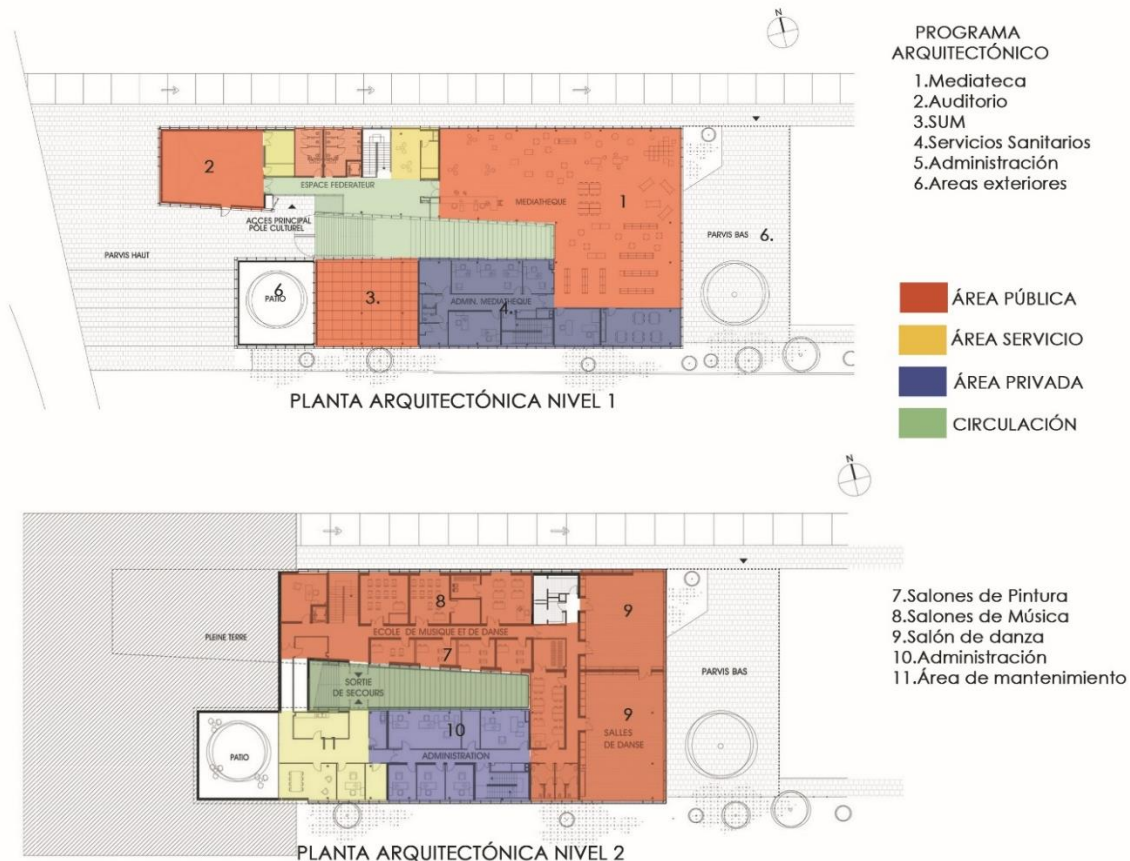 N
PROGRAMA
ARQUITECTÓNICO
1.Mediateca
2.Auditorio
3.SUM
4.Servicios Sanitarios
5.Administración
6.Areas exteriores
2
ESPACE FEDERATEUR
MEDIATHEQUE
1
ACCES PRINCIPAL
PÔLE CULTUREL
PARVIS HAUT
PARVIS BAS
6.
6
PATIO
3.
ADMIN. MEDIATHEQUE
4.
ÁREA PÚBLICA
ÁREA SERVICIO
ÁREA PRIVADA
CIRCULACIÓN
PLANTA ARQUITECTÓNICA NIVEL 1
N
8
9
ECOLE DE MUSIQUE ET DE DANSE
7
PLEINE TERRE
SORTIE
DE SECOURS
PARVIS BAS
9
SALLES
DE DANSE
PATIO
11
10
ADMINISTRATION
7.Salones de Pintura
8.Salones de Música
9.Salón de danza
10.Administración
11.Área de mantenimiento
PLANTA ARQUITECTÓNICA NIVEL 2